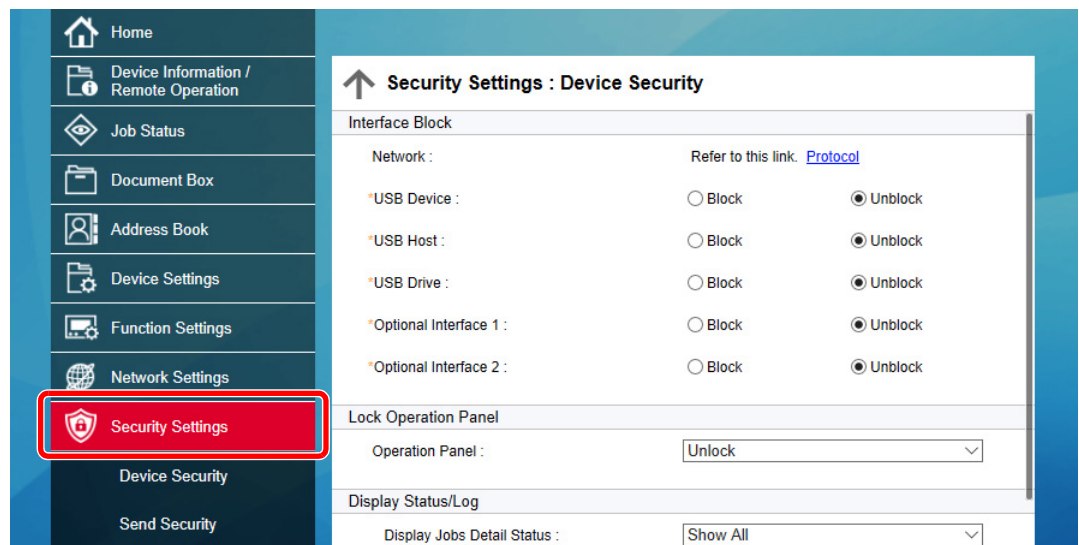 Home
Device Information /
Remote Operation
Job Status
Document Box
Address Book
Device Settings
Function Settings
Network Settings
Security Settings
Device Security
Send Security
Security Settings : Device Security
Interface Block
Network : Refer to this link. Protocol
*USB Device : Block Unblock
*USB Host : Block Unblock
*USB Drive : Block Unblock
*Optional Interface 1 : Block Unblock
*Optional Interface 2 : Block Unblock
Lock Operation Panel
Operation Panel : Unlock
Display Status/Log
Display Jobs Detail Status : Show All